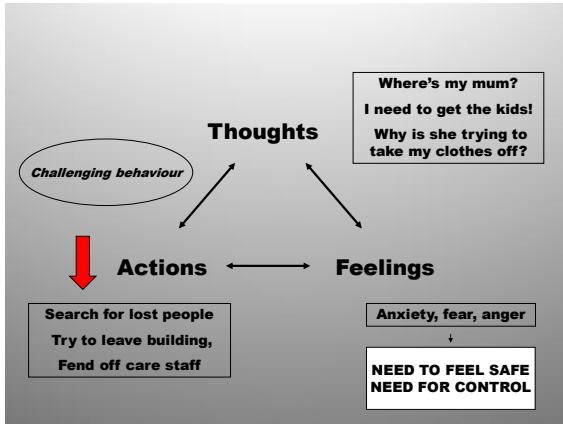 Where's my mum?
I need to get the kids!
Why is she trying to
take my clothes off?
Thoughts
Challenging behaviour
Actions
Feelings
Search for lost people
Try to leave building,
Fend off care staff
Anxiety, fear, anger
NEED TO FEEL SAFE
NEED FOR CONTROL